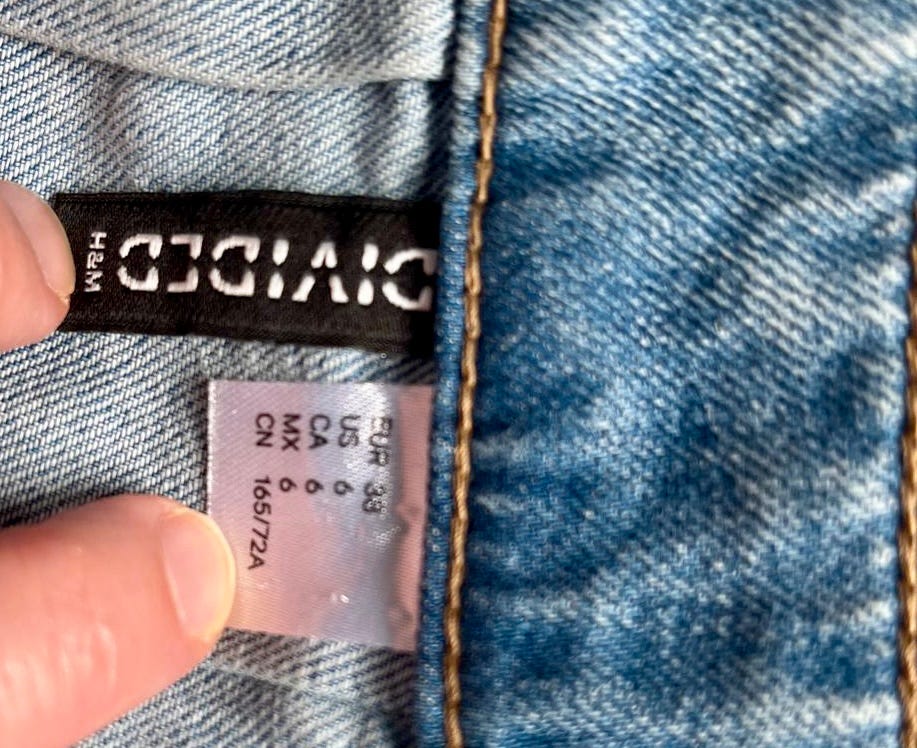 DIVIDED
H&M
EUR 38
US 6
CA 6
MX 6
CN 165/72A